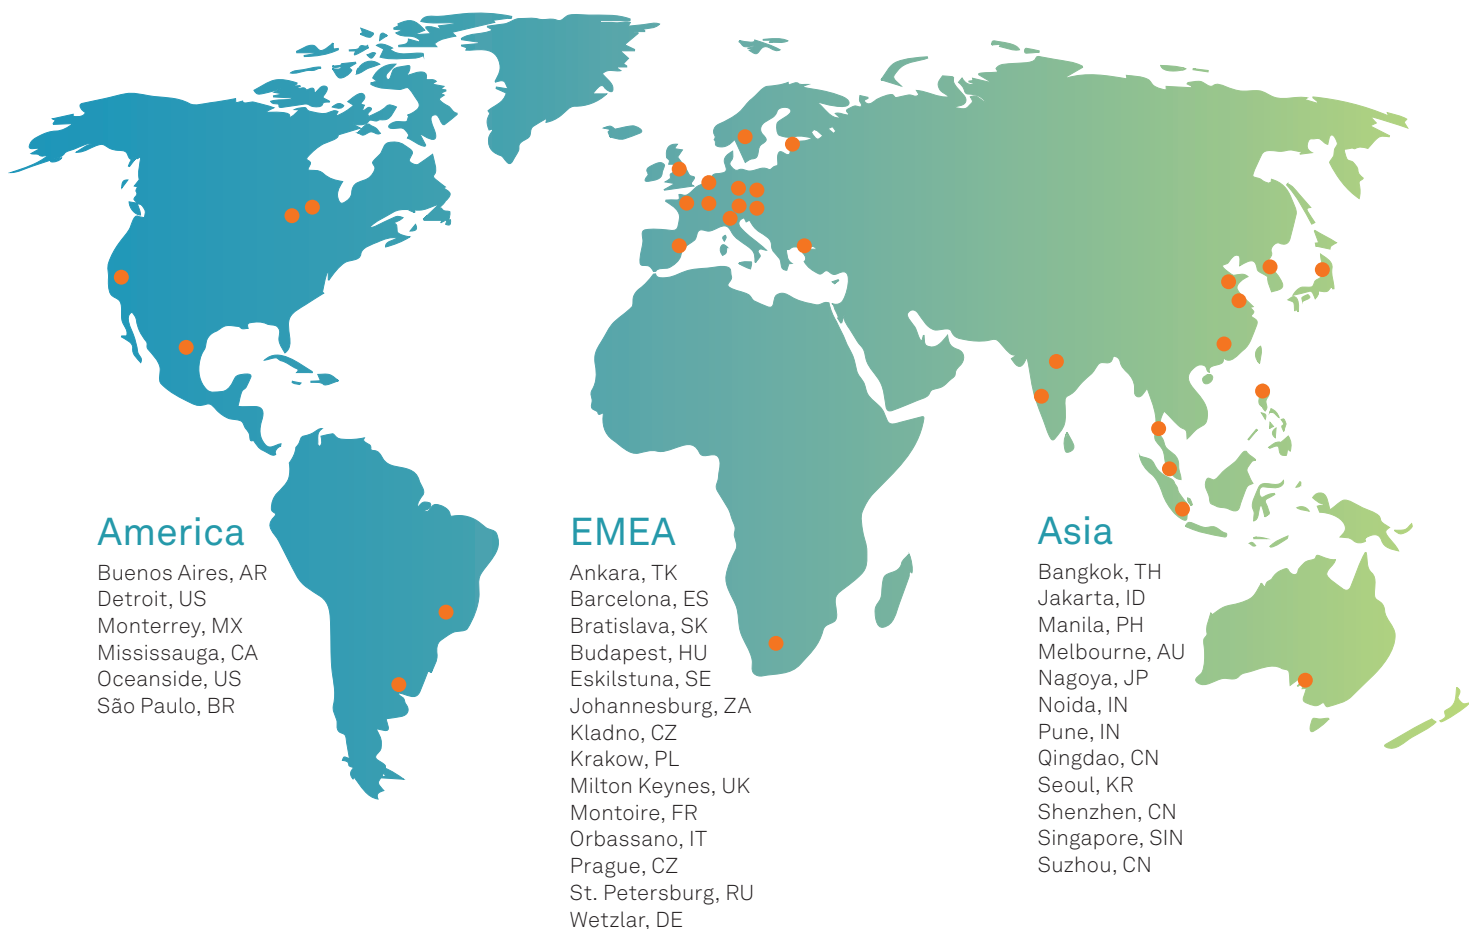 America
Buenos Aires, AR
Detroit, US
Monterrey, MX
Mississauga, CA
Oceanside, US
São Paulo, BR
EMEA
Ankara, TK
Barcelona, ES
Bratislava, SK
Budapest, HU
Eskilstuna, SE
Johannesburg, ZA
Kladno, CZ
Krakow, PL
Milton Keynes, UK
Montoire, FR
Orbassano, IT
Prague, CZ
St. Petersburg, RU
Wetzlar, DE
Asia
Bangkok, TH
Jakarta, ID
Manila, PH
Melbourne, AU
Nagoya, JP
Noida, IN
Pune, IN
Qingdao, CN
Seoul, KR
Shenzhen, CN
Singapore, SIN
Suzhou, CN